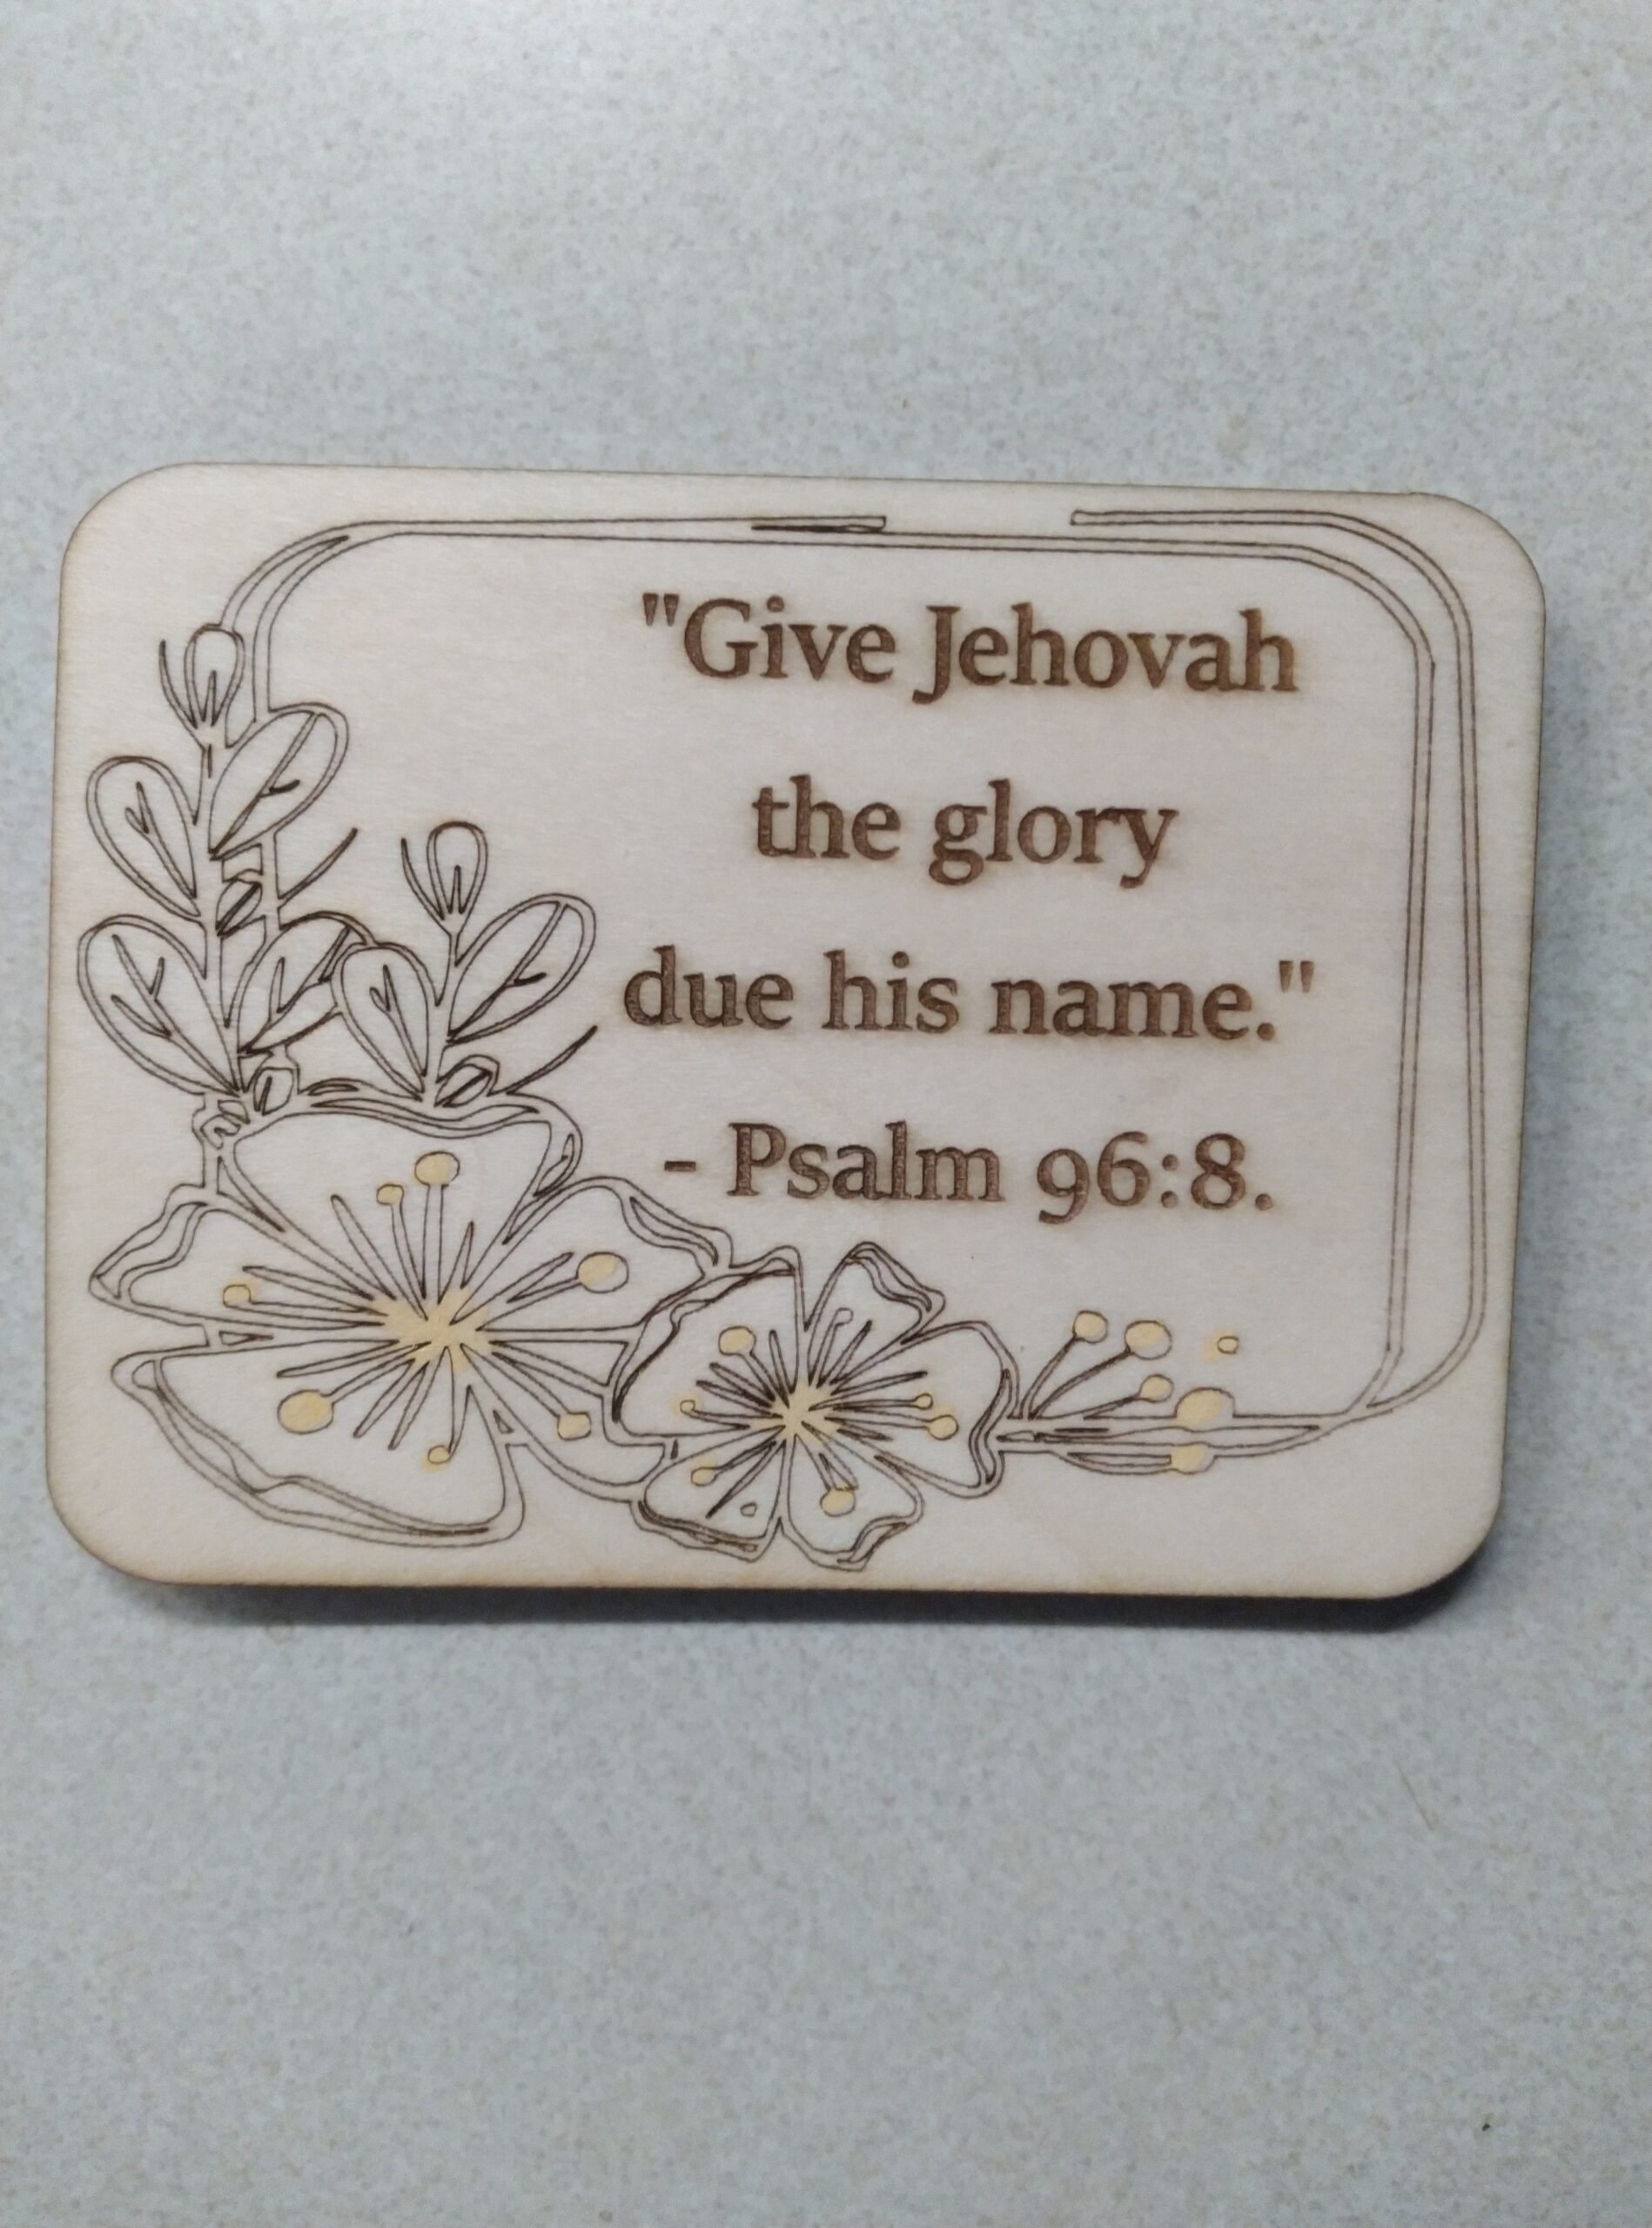 "Give Jehovah
the glory
due his name."
- Psalm 96:8.